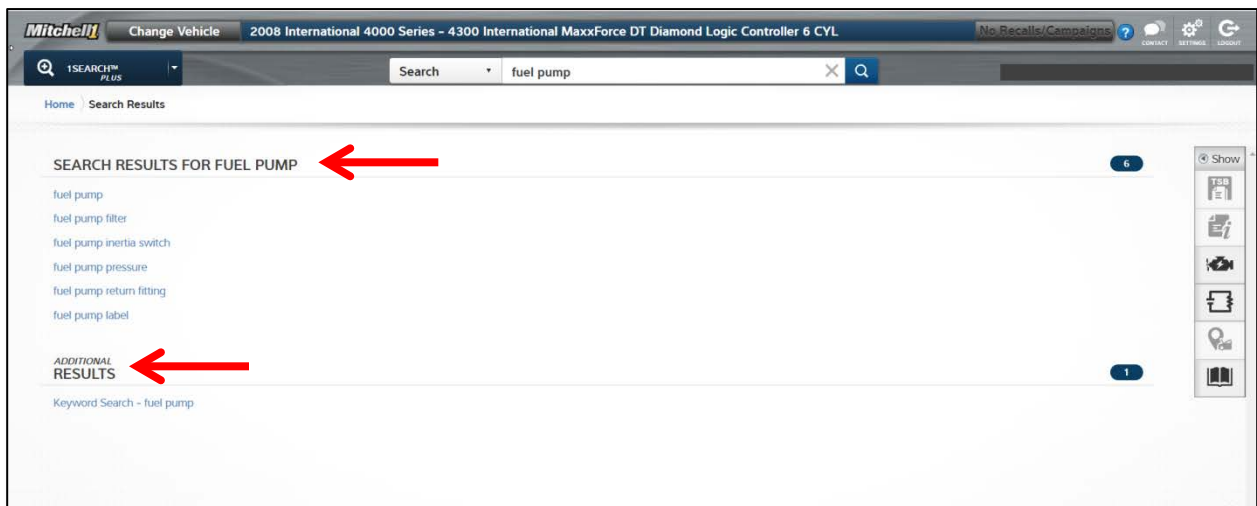 Mitchell1 Change Vehicle 2008 International 4000 Series - 4300 International MaxxForce DT Diamond Logic Controller 6 CYL No Recalls/Campaigns ? CONTACT SETTINGS LOGOUT
1SEARCH™ PLUS Search fuel pump
Home Search Results
SEARCH RESULTS FOR FUEL PUMP 6
Show
fuel pump
TSB
fuel pump filter
fuel pump inertia switch
fuel pump pressure
fuel pump return fitting
fuel pump label
ADDITIONAL
RESULTS 1
Keyword Search - fuel pump